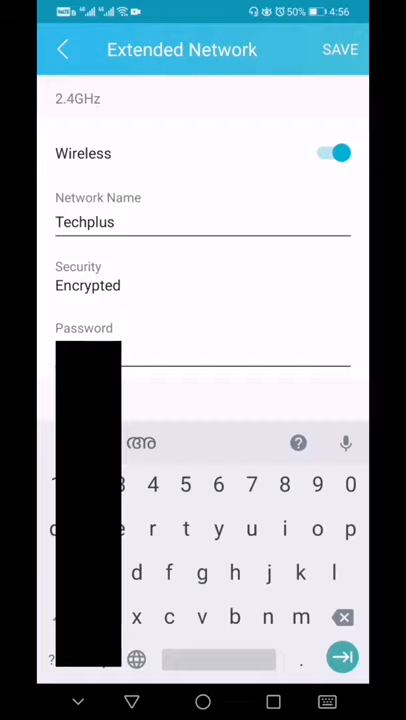 50% 4:56
Extended Network SAVE
2.4GHz
Wireless
Network Name
Techplus
Security
Encrypted
Password
അ
4 5 6 7 8 9 0
r t y u i o p
d f g h j k l
x c v b n m
.